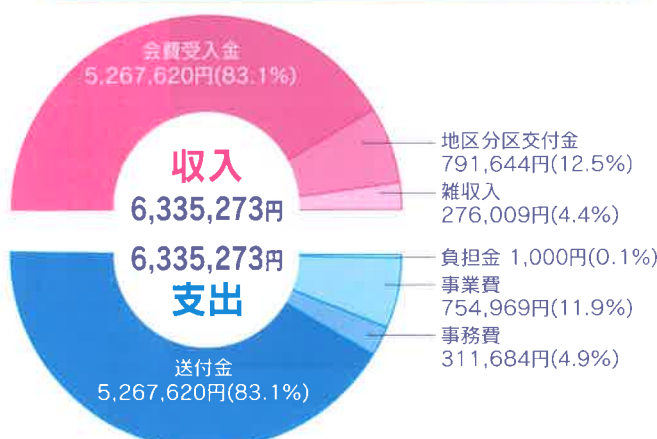 会費受入金
5,267,620円(83.1%)
収入
6,335,273円
地区分区交付金
791,644円(12.5%)
雑収入
276,009円(4.4%)
6,335,273円
支出
負担金 1,000円(0.1%)
事業費
754,969円(11.9%)
事務費
311,684円(4.9%)
送付金
5,267,620円(83.1%)